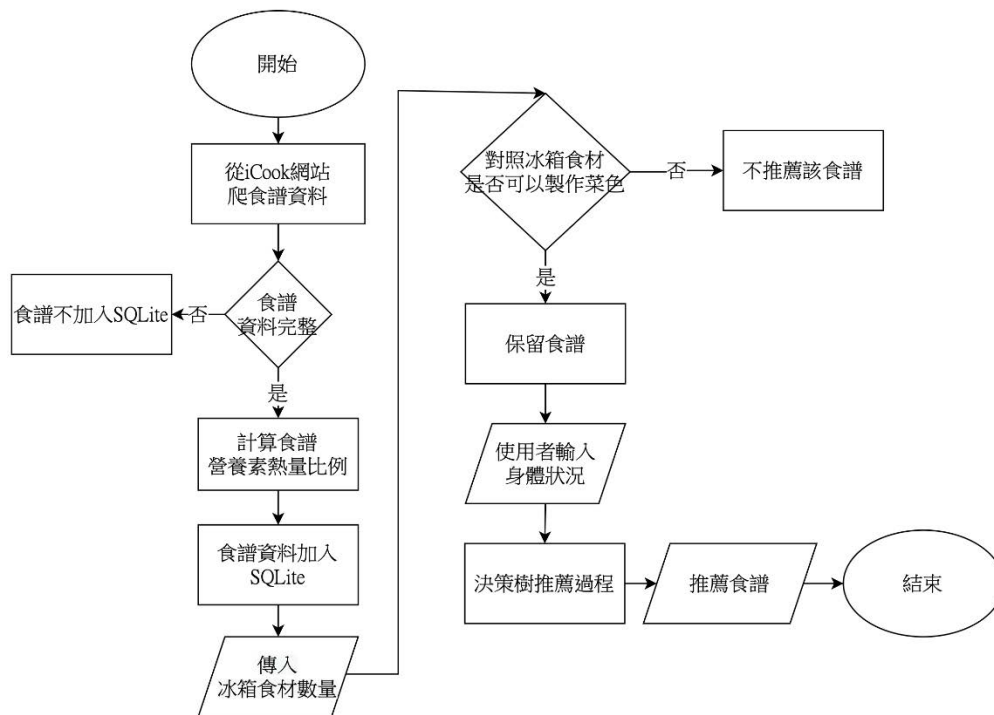 開始
從iCook網站
爬食譜資料
食譜
資料完整
否
食譜不加入SQLite
是
計算食譜
營養素熱量比例
食譜資料加入
SQLite
傳入
冰箱食材數量
對照冰箱食材
是否可以製作菜色
否
不推薦該食譜
是
保留食譜
使用者輸入
身體狀況
決策樹推薦過程
推薦食譜
結束